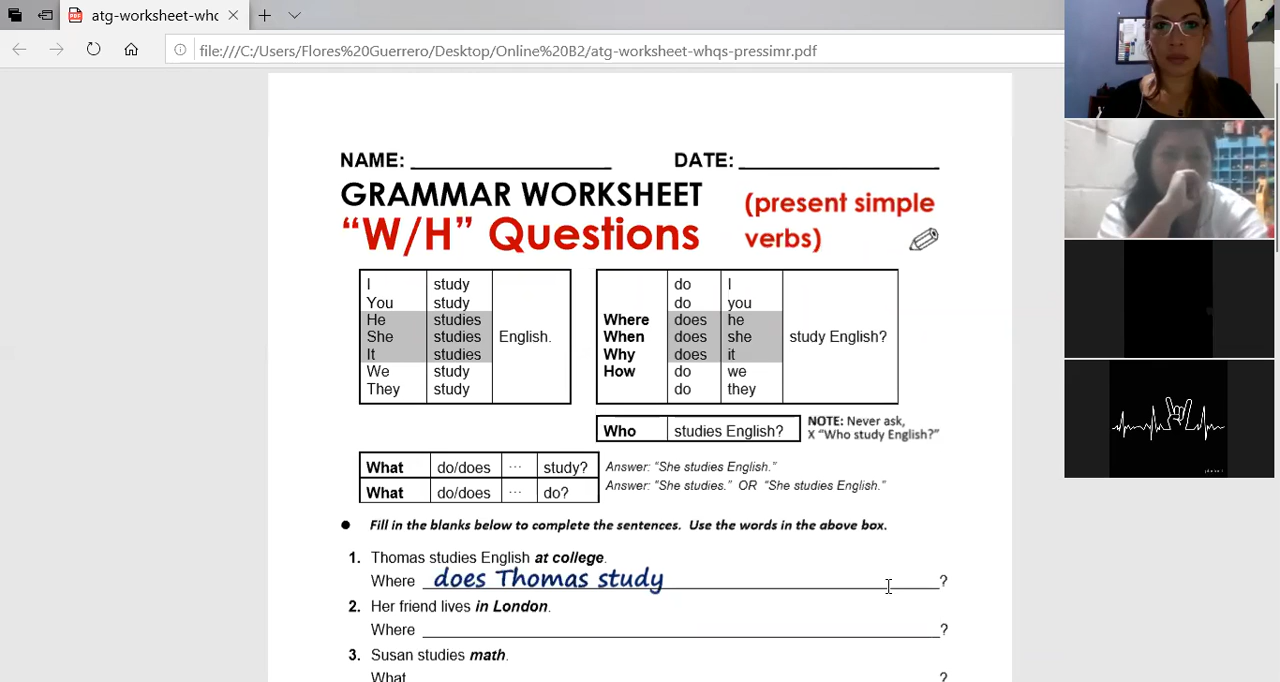 atg-worksheet-whq
file:///C:/Users/Flores%20Guerrero/Desktop/Online%20B2/atg-worksheet-whqs-pressimr.pdf
NAME: ____________ DATE: ____________
GRAMMAR WORKSHEET
"W/H" Questions
(present simple
verbs)
I study
You study
He studies
She studies English.
It studies
We study
They study
do I
do you
Where does he
When does she study English?
Why does it
How do we
do they
Who studies English?
NOTE: Never ask,
X "Who study English?"
What do/does ... study? Answer: "She studies English."
What do/does ... do? Answer: "She studies." OR "She studies English."
● Fill in the blanks below to complete the sentences. Use the words in the above box.
1. Thomas studies English at college.
Where does Thomas study ?
2. Her friend lives in London.
Where ____________ ?
3. Susan studies math.
What ____________ ?